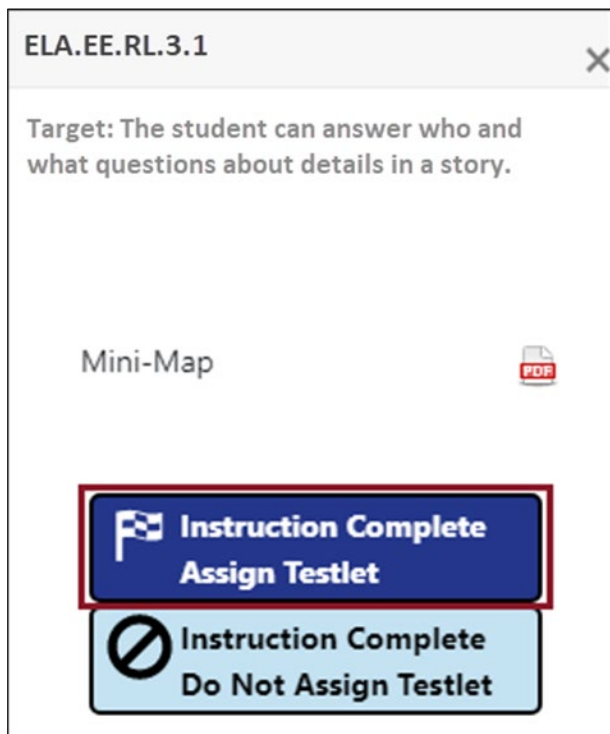 ELA.EE.RL.3.1
Target: The student can answer who and
what questions about details in a story.
Mini-Map
PDF
Instruction Complete
Assign Testlet
Instruction Complete
Do Not Assign Testlet